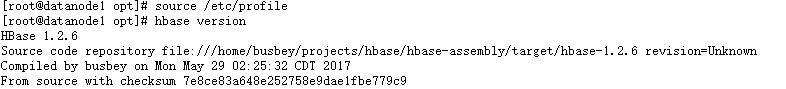 [root@datanode1 opt]# source /etc/profile
[root@datanode1 opt]# hbase version
HBase 1.2.6
Source code repository file:///home/busbey/projects/hbase/hbase-assembly/target/hbase-1.2.6 revision=Unknown
Compiled by busbey on Mon May 29 02:25:32 CDT 2017
From source with checksum 7e8ce83a648e252758e9dae1fbe779c9